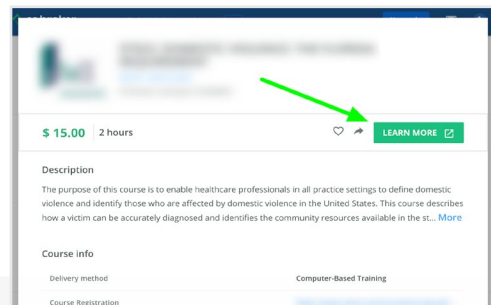 $ 15.00 2 hours LEARN MORE
Description
The purpose of this course is to enable healthcare professionals in all practice settings to define domestic
violence and identify those who are affected by domestic violence in the United States. This course describes
how a victim can be accurately diagnosed and identifies the community resources available in the st... More
Course info
Delivery method Computer-Based Training
Course Registration